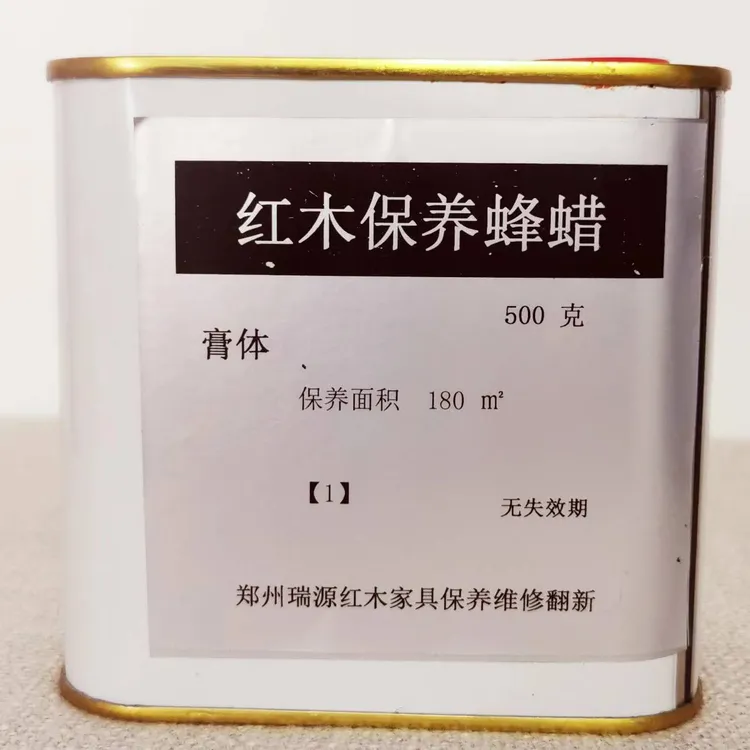 红木保养蜂蜡
500 克
膏体
保养面积 180 m²
【1】
无失效期
郑州瑞源红木家具保养维修翻新